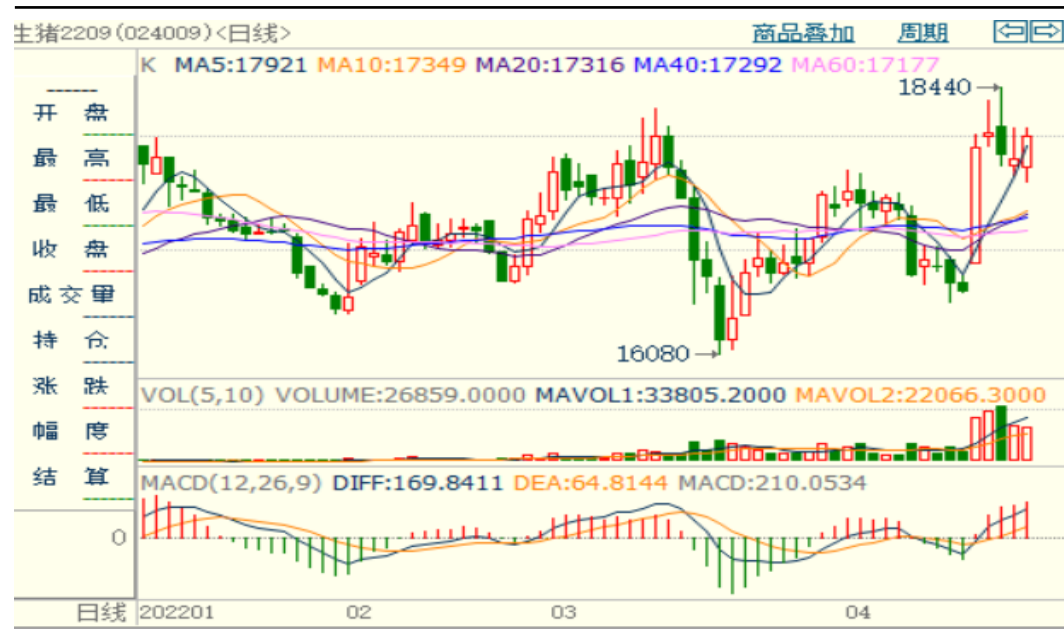 生猪2209(024009)<日线> 商品叠加 周期
K MA5:17921 MA10:17349 MA20:17316 MA40:17292 MA60:17177
18440
开 盘
最 高
最 低
收 盘
成交量
持 仓
16080
涨 跌
VOL(5,10) VOLUME:26859.0000 MAVOL1:33805.2000 MAVOL2:22066.3000
幅 度
结 算
MACD(12,26,9) DIFF:169.8411 DEA:64.8144 MACD:210.0534
0
日线 202201 02 03 04